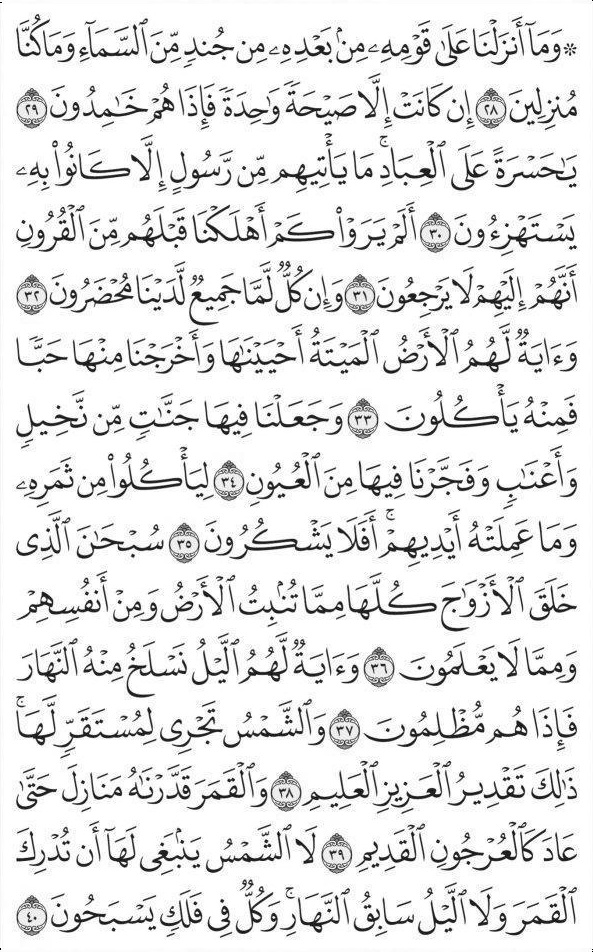 ۞ وَمَآ أَنزَلْنَا عَلَىٰ قَوْمِهِۦ مِنۢ بَعْدِهِۦ مِن جُندٍ مِّنَ ٱلسَّمَآءِ وَمَا كُنَّا
مُنزِلِينَ ٢٨ إِن كَانَتْ إِلَّا صَيْحَةً وَٰحِدَةً فَإِذَا هُمْ خَٰمِدُونَ ٢٩
يَٰحَسْرَةً عَلَى ٱلْعِبَادِ ۚ مَا يَأْتِيهِم مِّن رَّسُولٍ إِلَّا كَانُوا۟ بِهِۦ
يَسْتَهْزِءُونَ ٣٠ أَلَمْ يَرَوْا۟ كَمْ أَهْلَكْنَا قَبْلَهُم مِّنَ ٱلْقُرُونِ
أَنَّهُمْ إِلَيْهِمْ لَا يَرْجِعُونَ ٣١ وَإِن كُلٌّ لَّمَّا جَمِيعٌ لَّدَيْنَا مُحْضَرُونَ ٣٢
وَءَايَةٌ لَّهُمُ ٱلْأَرْضُ ٱلْمَيْتَةُ أَحْيَيْنَٰهَا وَأَخْرَجْنَا مِنْهَا حَبًّا
فَمِنْهُ يَأْكُلُونَ ٣٣ وَجَعَلْنَا فِيهَا جَنَّٰتٍ مِّن نَّخِيلٍ
وَأَعْنَٰبٍ وَفَجَّرْنَا فِيهَا مِنَ ٱلْعُيُونِ ٣٤ لِيَأْكُلُوا۟ مِن ثَمَرِهِۦ
وَمَا عَمِلَتْهُ أَيْدِيهِمْ ۖ أَفَلَا يَشْكُرُونَ ٣٥ سُبْحَٰنَ ٱلَّذِى
خَلَقَ ٱلْأَزْوَٰجَ كُلَّهَا مِمَّا تُنۢبِتُ ٱلْأَرْضُ وَمِنْ أَنفُسِهِمْ
وَمِمَّا لَا يَعْلَمُونَ ٣٦ وَءَايَةٌ لَّهُمُ ٱلَّيْلُ نَسْلَخُ مِنْهُ ٱلنَّهَارَ
فَإِذَا هُم مُّظْلِمُونَ ٣٧ وَٱلشَّمْسُ تَجْرِى لِمُسْتَقَرٍّ لَّهَا ۚ
ذَٰلِكَ تَقْدِيرُ ٱلْعَزِيزِ ٱلْعَلِيمِ ٣٨ وَٱلْقَمَرَ قَدَّرْنَٰهُ مَنَازِلَ حَتَّىٰ
عَادَ كَٱلْعُرْجُونِ ٱلْقَدِيمِ ٣٩ لَا ٱلشَّمْسُ يَنۢبَغِى لَهَآ أَن تُدْرِكَ
ٱلْقَمَرَ وَلَا ٱلَّيْلُ سَابِقُ ٱلنَّهَارِ ۚ وَكُلٌّ فِى فَلَكٍ يَسْبَحُونَ ٤٠